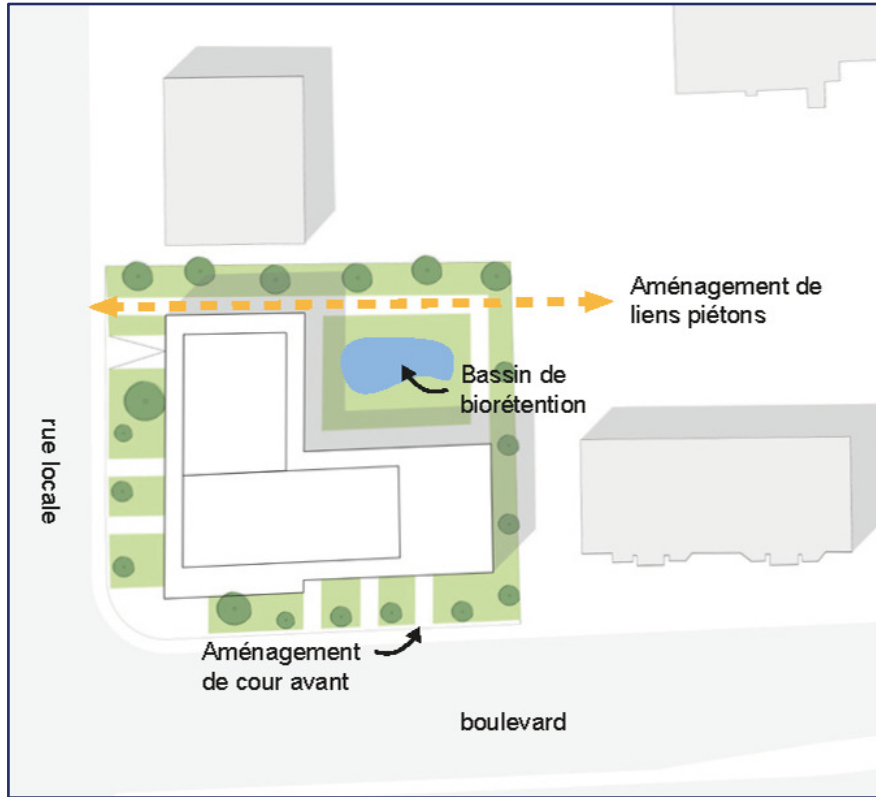 Aménagement de
liens piétons
Bassin de
biorétention
rue locale
Aménagement
de cour avant
boulevard